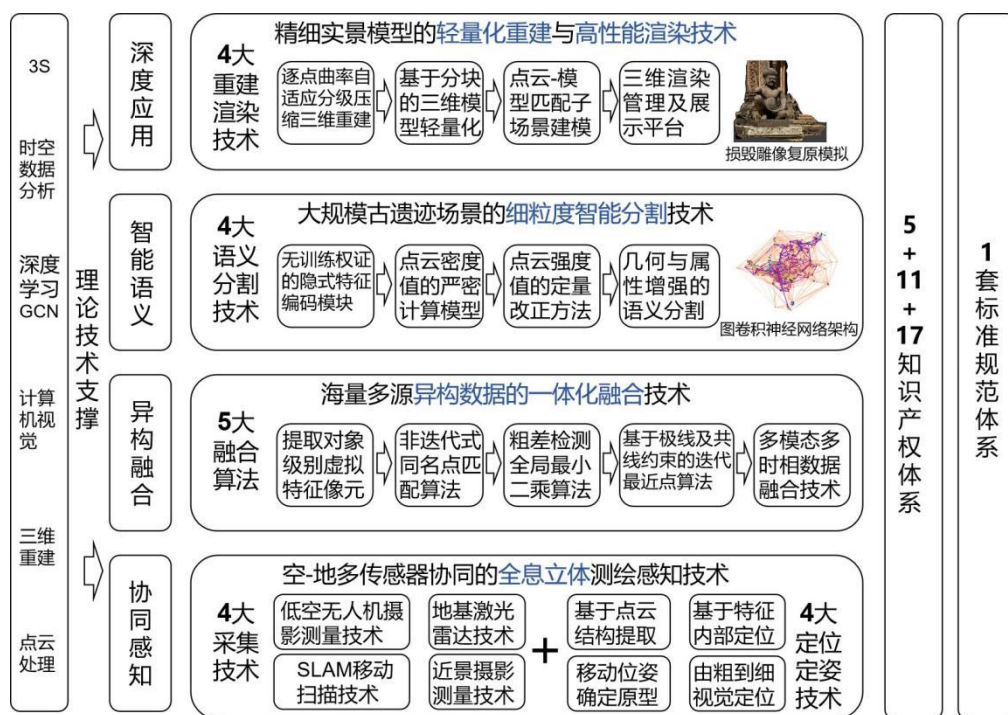 3S
时空
数据
分析
深度
学习
GCN
计算
机视
觉
三维
重建
点云
处理
理论技术支撑
深度应用
精细实景模型的轻量化重建与高性能渲染技术
4大
重建
渲染
技术
逐点曲率自
适应分级压
缩三维重建
基于分块
的三维模
型轻量化
点云-模
型匹配子
场景建模
三维渲染
管理及展
示平台
损毁雕像复原模拟
智能语义
大规模古遗迹场景的细粒度智能分割技术
4大
语义
分割
技术
无训练权证
的隐式特征
编码模块
点云密度
值的严密
计算模型
点云强度
值的定量
改正方法
几何与属
性增强的
语义分割
图卷积神经网络架构
异构融合
海量多源异构数据的一体化融合技术
5大
融合
算法
提取对象
级别虚拟
特征像元
非迭代式
同名点匹
配算法
粗差检测
全局最小
二乘算法
基于极线及共
线约束的迭代
最近点算法
多模态多
时相数据
融合技术
协同感知
空-地多传感器协同的全息立体测绘感知技术
4大
采集
技术
低空无人机摄
影测量技术
地基激光
雷达技术
SLAM移动
扫描技术
近景摄影
测量技术
+
基于点云
结构提取
基于特征
内部定位
移动位姿
确定原型
由粗到细
视觉定位
4大
定位
定姿
技术
5+11+17知识产权体系
1套标准规范体系